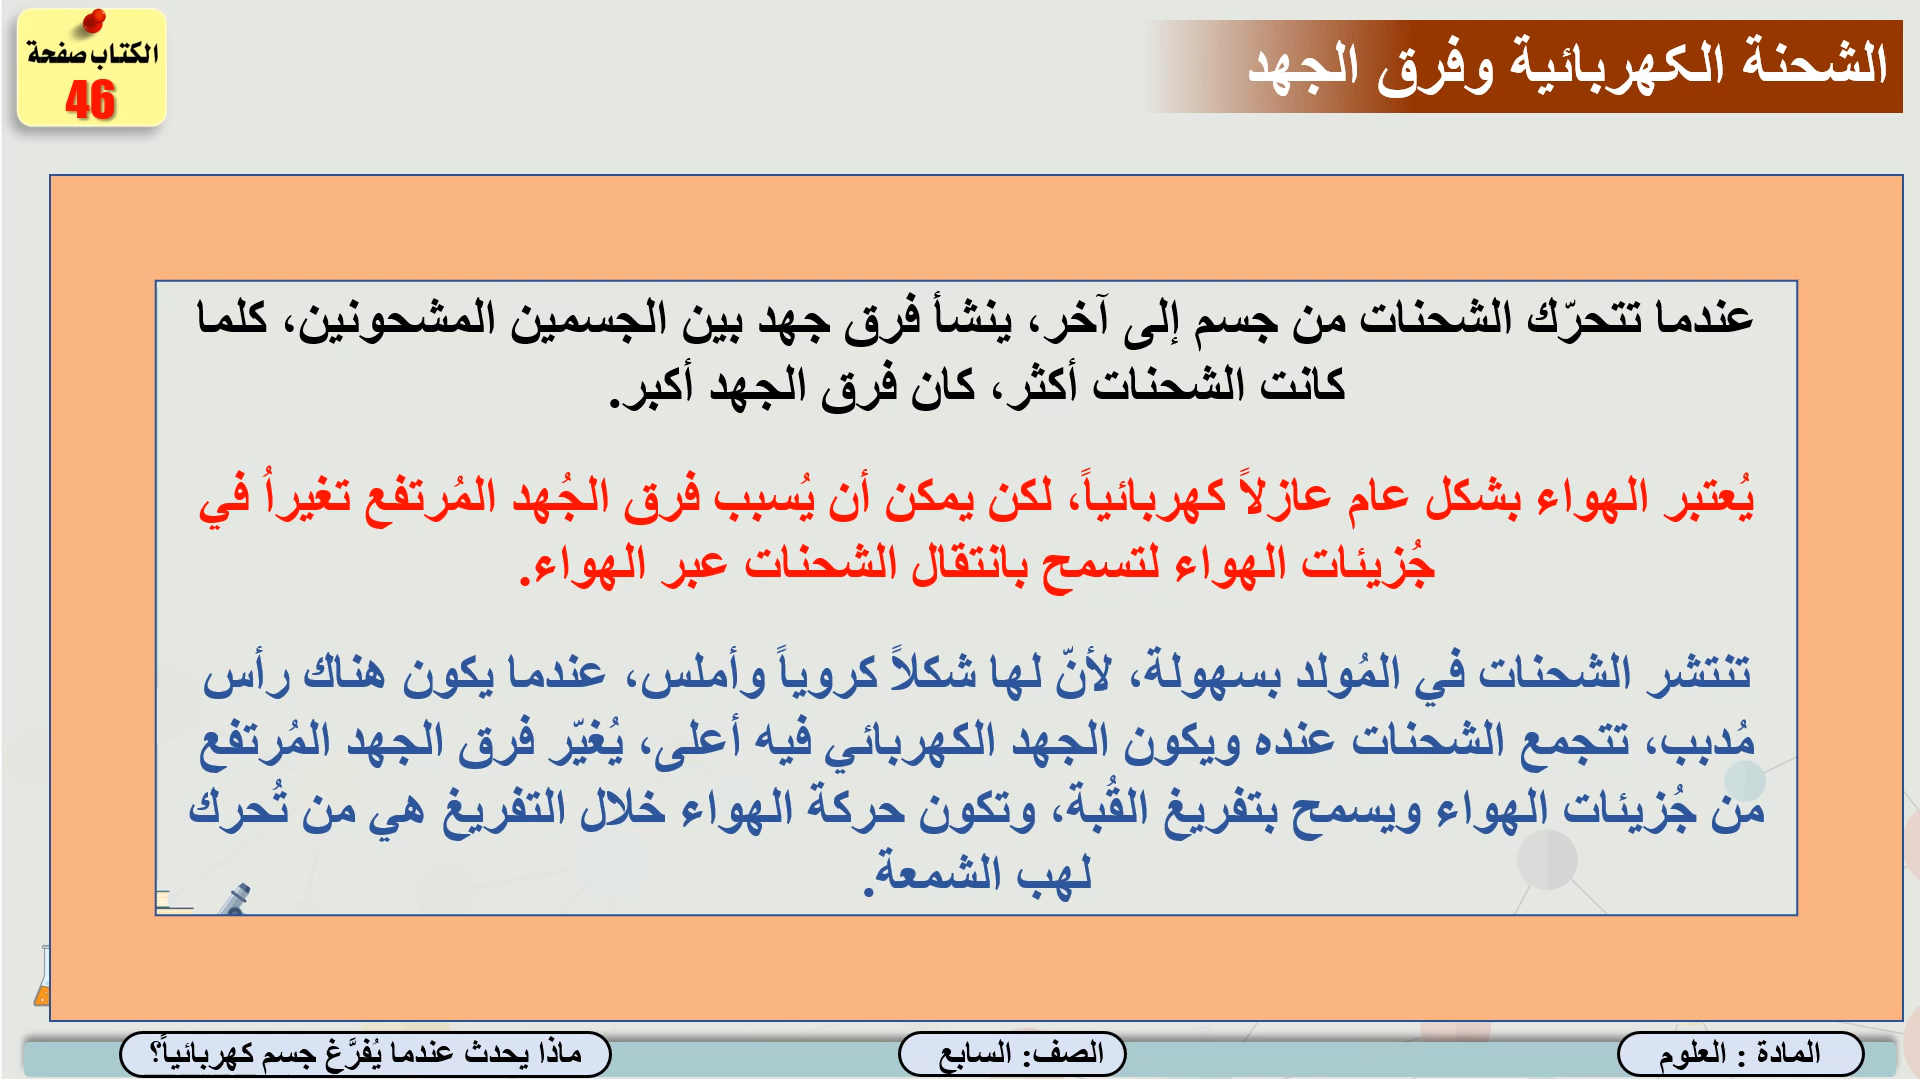 الشحنة الكهربائية وفرق الجهد
الكتاب صفحة
46
عندما تتحرّك الشحنات من جسم إلى آخر، ينشأ فرق جهد بين الجسمين المشحونين، كلما
كانت الشحنات أكثر، كان فرق الجهد أكبر.
يُعتبر الهواء بشكل عام عازلاً كهربائياً، لكن يمكن أن يُسبب فرق الجُهد المُرتفع تغيراُ في
جُزيئات الهواء لتسمح بانتقال الشحنات عبر الهواء.
تنتشر الشحنات في المُولد بسهولة، لأنّ لها شكلاً كروياً وأملس، عندما يكون هناك رأس
مُدبب، تتجمع الشحنات عنده ويكون الجهد الكهربائي فيه أعلى، يُغيّر فرق الجهد المُرتفع
من جُزيئات الهواء ويسمح بتفريغ القُبة، وتكون حركة الهواء خلال التفريغ هي من تُحرك
لهب الشمعة.
المادة : العلوم
الصف: السابع
ماذا يحدث عندما يُفرَّغ جسم كهربائياً؟